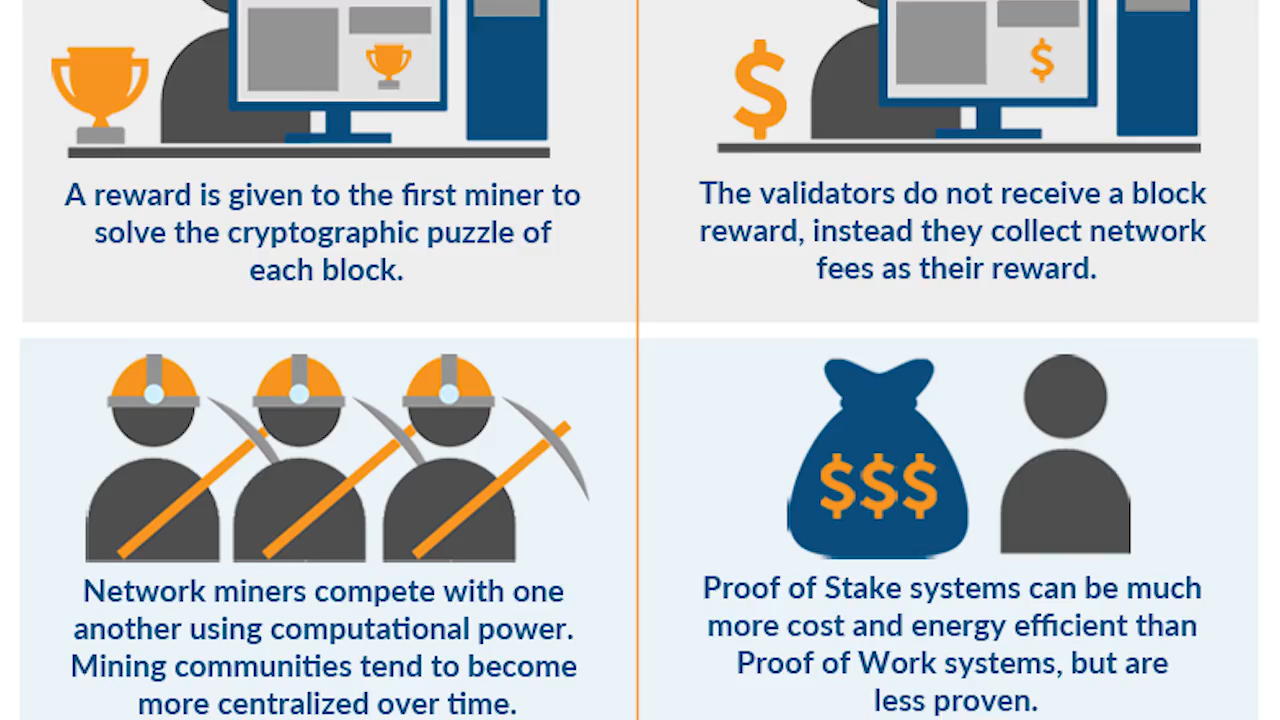 $
$
A reward is given to the first miner to
solve the cryptographic puzzle of
each block.
The validators do not receive a block
reward, instead they collect network
fees as their reward.
$$$
Network miners compete with one
another using computational power.
Mining communities tend to become
more centralized over time.
Proof of Stake systems can be much
more cost and energy efficient than
Proof of Work systems, but are
less proven.